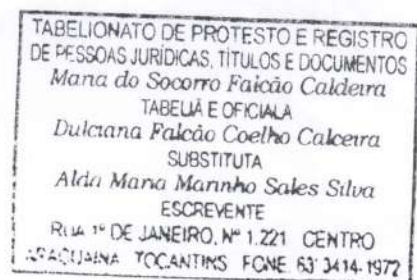 TABELIONATO DE PROTESTO E REGISTRO
DE PESSOAS JURÍDICAS, TÍTULOS E DOCUMENTOS
Maria do Socorro Falcão Caldeira
TABELIÃ E OFICIALA
Dulciana Falcão Coelho Calceira
SUBSTITUTA
Alda Maria Marinho Sales Silva
ESCREVENTE
RUA 1º DE JANEIRO, Nº 1.221 CENTRO
ARAGUAINA TOCANTINS FONE 63 3414-1972